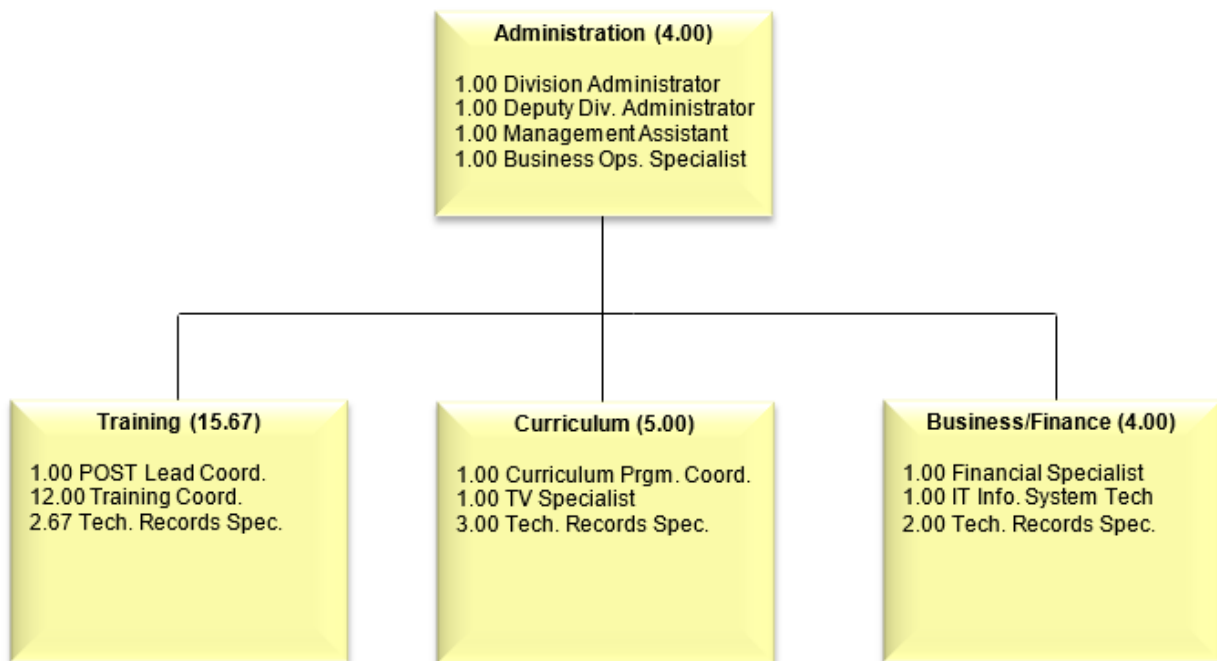 Administration (4.00)
1.00 Division Administrator
1.00 Deputy Div. Administrator
1.00 Management Assistant
1.00 Business Ops. Specialist
Training (15.67)
1.00 POST Lead Coord.
12.00 Training Coord.
2.67 Tech. Records Spec.
Curriculum (5.00)
1.00 Curriculum Prgm. Coord.
1.00 TV Specialist
3.00 Tech. Records Spec.
Business/Finance (4.00)
1.00 Financial Specialist
1.00 IT Info. System Tech
2.00 Tech. Records Spec.